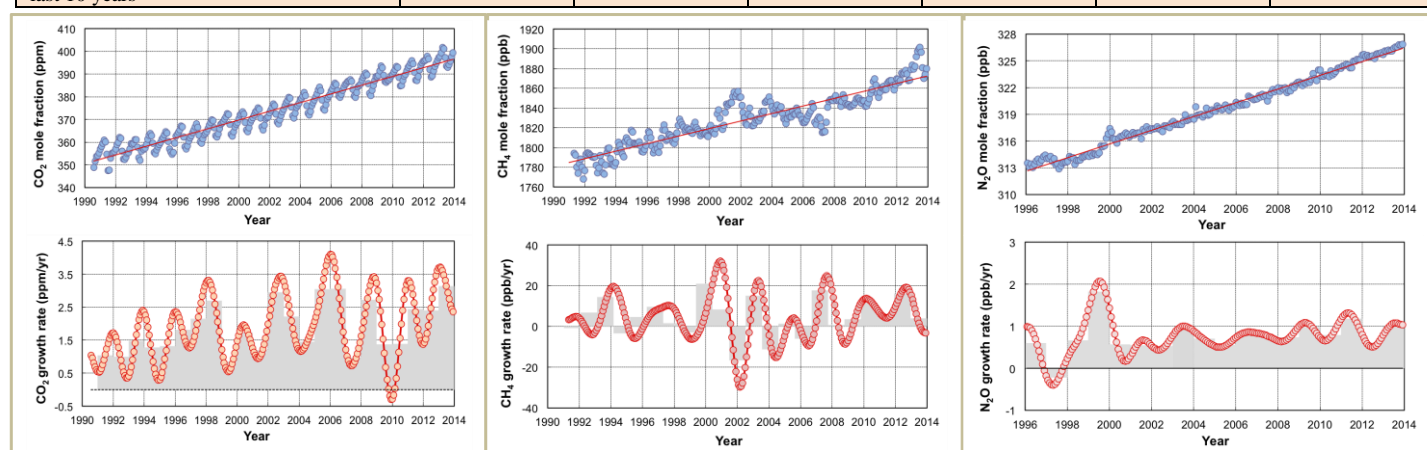 last 10 years
CO2 mole fraction (ppm)
410
400
390
380
370
360
350
340
1990 1992 1994 1996 1998 2000 2002 2004 2006 2008 2010 2012 2014
Year
CH4 mole fraction (ppb)
1920
1900
1880
1860
1840
1820
1800
1780
1760
1990 1992 1994 1996 1998 2000 2002 2004 2006 2008 2010 2012 2014
Year
N2O mole fraction (ppb)
328
325
322
319
316
313
310
1996 1998 2000 2002 2004 2006 2008 2010 2012 2014
Year
CO2 growth rate (ppm/yr)
4.5
3.5
2.5
1.5
0.5
-0.5
1990 1992 1994 1996 1998 2000 2002 2004 2006 2008 2010 2012 2014
Year
CH4 growth rate (ppb/yr)
40
20
0
-20
-40
1990 1992 1994 1996 1998 2000 2002 2004 2006 2008 2010 2012 2014
Year
N2O growth rate (ppb/yr)
3
2
1
0
-1
1996 1998 2000 2002 2004 2006 2008 2010 2012 2014
Year